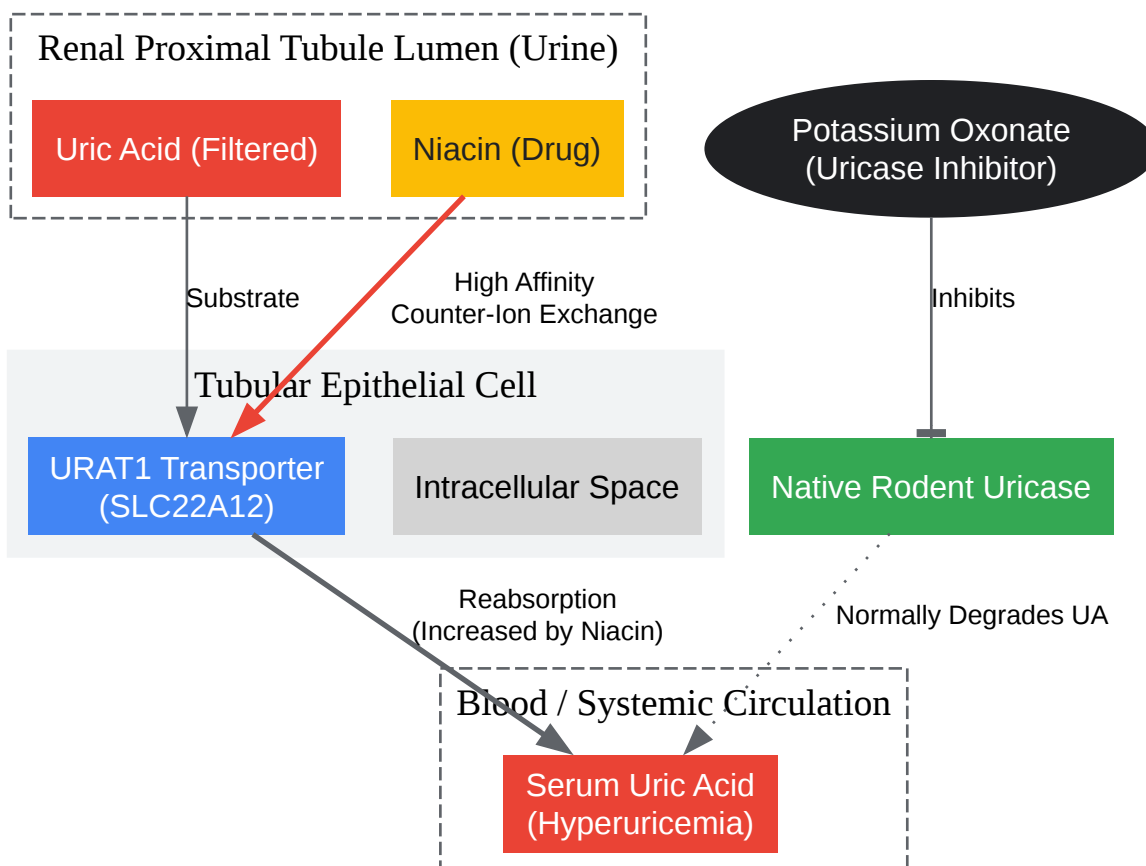 Renal Proximal Tubule Lumen (Urine)
Uric Acid (Filtered)
Niacin (Drug)
Potassium Oxonate
(Uricase Inhibitor)
Substrate
High Affinity
Counter-Ion Exchange
Inhibits
Tubular Epithelial Cell
URAT1 Transporter
(SLC22A12)
Intracellular Space
Native Rodent Uricase
Reabsorption
(Increased by Niacin)
Normally Degrades UA
Blood / Systemic Circulation
Serum Uric Acid
(Hyperuricemia)